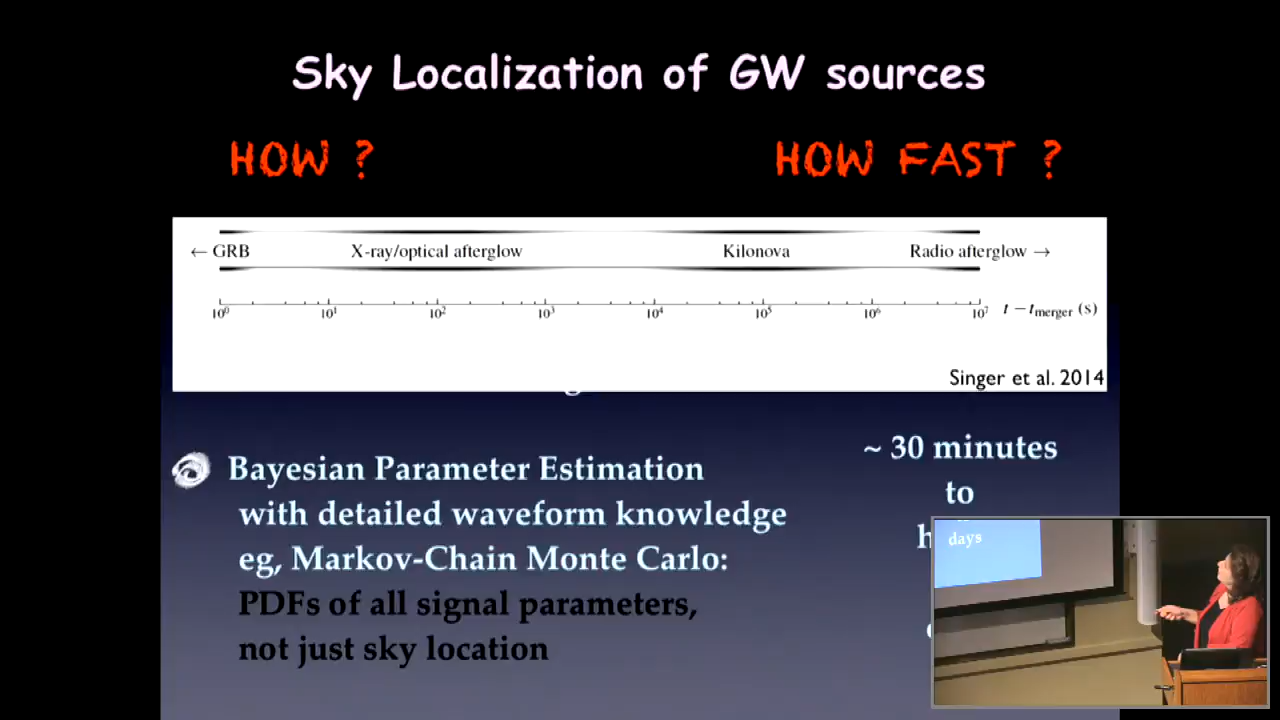 Sky Localization of GW sources
HOW ? HOW FAST ?
← GRB X-ray/optical afterglow Kilonova Radio afterglow →
10⁰ 10¹ 10² 10³ 10⁴ 10⁵ 10⁶ 10⁷ t − tmerger (s)
Singer et al. 2014
Bayesian Parameter Estimation
with detailed waveform knowledge
eg, Markov-Chain Monte Carlo:
PDFs of all signal parameters,
not just sky location
~ 30 minutes
to
days